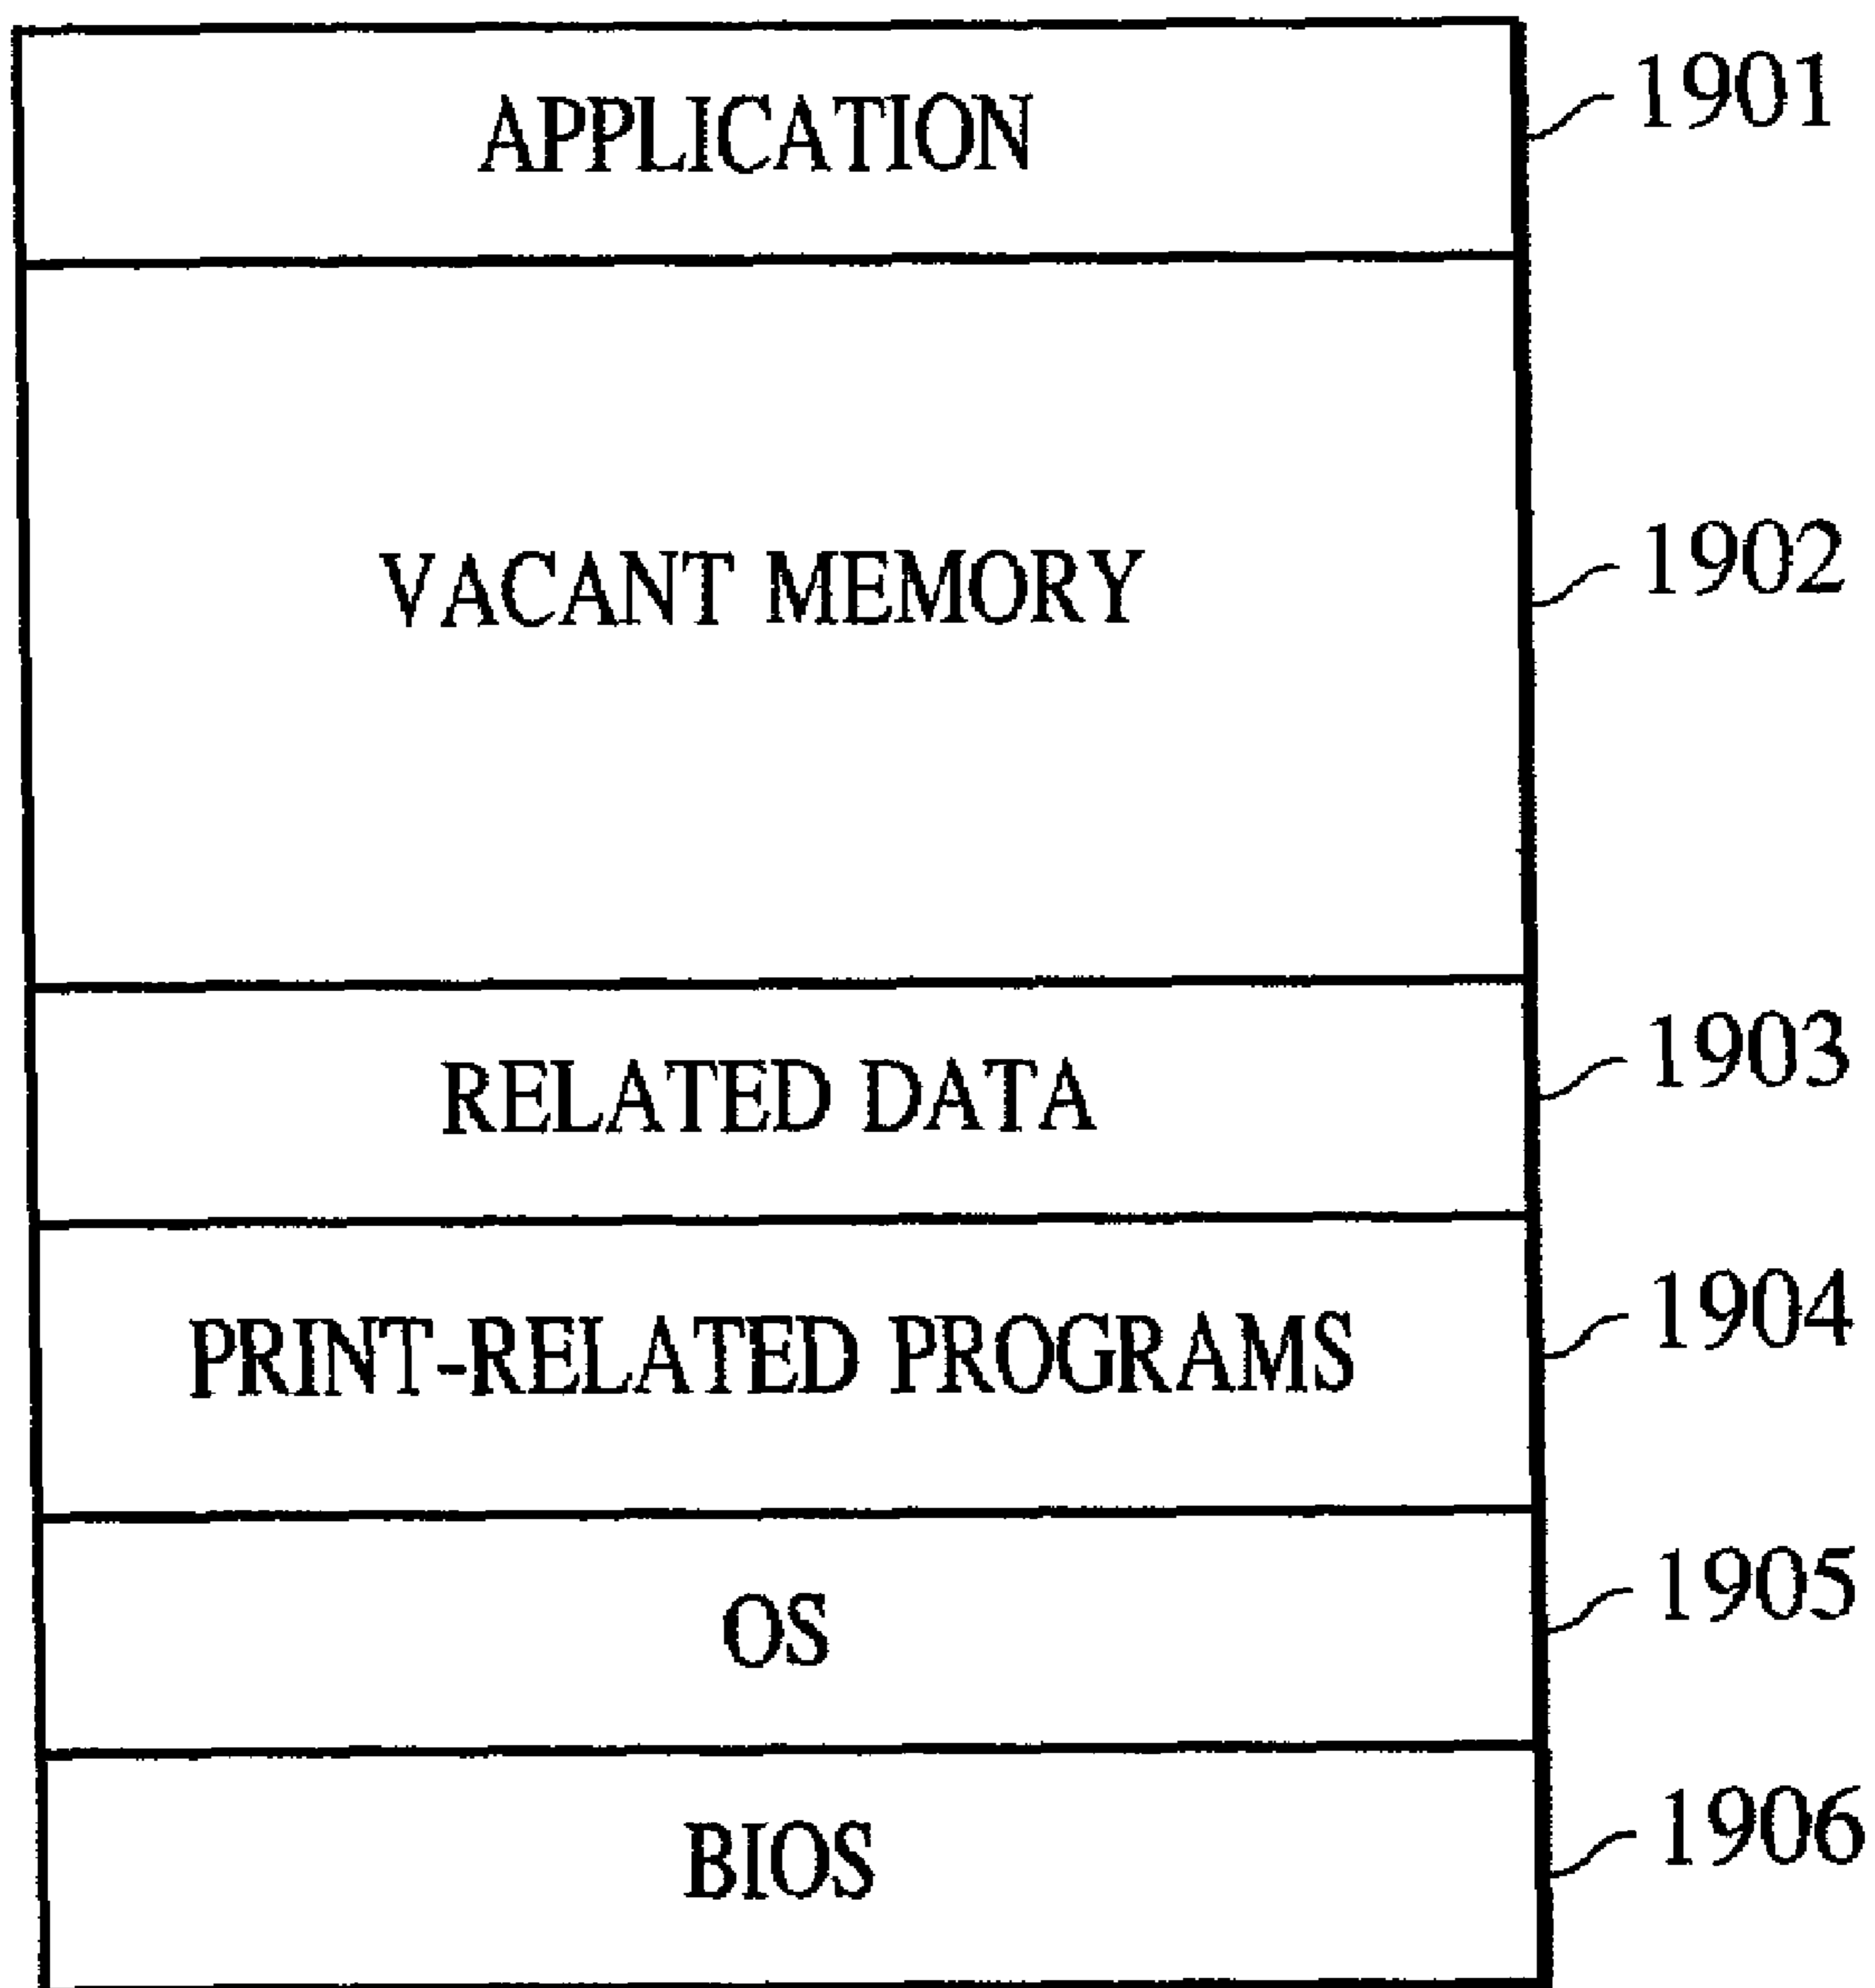 APPLICATION 1901
VACANT MEMORY 1902
RELATED DATA 1903
PRINT-RELATED PROGRAMS 1904
OS 1905
BIOS 1906